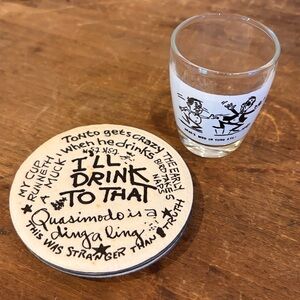 TONTO gets CRAZY
when he drinks
MY CUP
RUNNETH
MUCK
I'LL
DRINK
TO THAT
THE EARLY
BIRD
Quasimodo is a
ding a ling
THIS WAS STRANGER THAN TRUTH